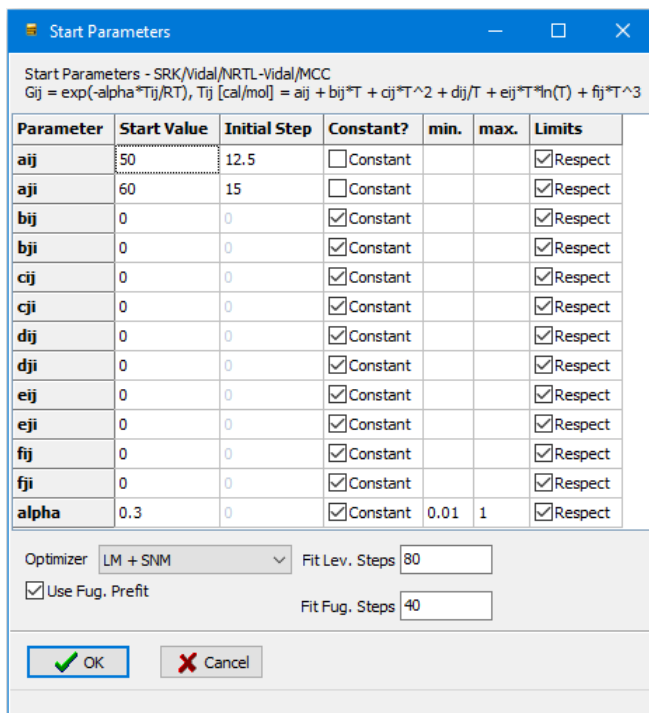 Start Parameters
Start Parameters - SRK/Vidal/NRTL-Vidal/MCC
Gij = exp(-alpha*Tij/RT), Tij [cal/mol] = aij + bij*T + cij*T^2 + dij/T + eij*T*ln(T) + fij*T^3
Parameter Start Value Initial Step Constant? min. max. Limits
aij 50 12.5 Constant Respect
aji 60 15 Constant Respect
bij 0 0 Constant Respect
bji 0 0 Constant Respect
cij 0 0 Constant Respect
cji 0 0 Constant Respect
dij 0 0 Constant Respect
dji 0 0 Constant Respect
eij 0 0 Constant Respect
eji 0 0 Constant Respect
fij 0 0 Constant Respect
fji 0 0 Constant Respect
alpha 0.3 0 Constant 0.01 1 Respect
Optimizer LM + SNM Fit Lev. Steps 80
Use Fug. Prefit
Fit Fug. Steps 40
OK Cancel